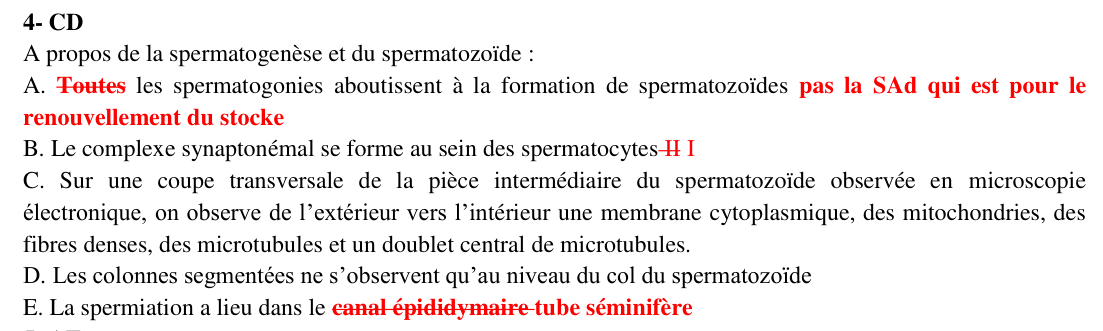 4- CD
A propos de la spermatogenèse et du spermatozoïde :
A. Toutes les spermatogonies aboutissent à la formation de spermatozoïdes pas la SAd qui est pour le
renouvellement du stocke
B. Le complexe synaptonémal se forme au sein des spermatocytes II I
C. Sur une coupe transversale de la pièce intermédiaire du spermatozoïde observée en microscopie
électronique, on observe de l’extérieur vers l’intérieur une membrane cytoplasmique, des mitochondries, des
fibres denses, des microtubules et un doublet central de microtubules.
D. Les colonnes segmentées ne s’observent qu’au niveau du col du spermatozoïde
E. La spermiation a lieu dans le canal épididymaire tube séminifère